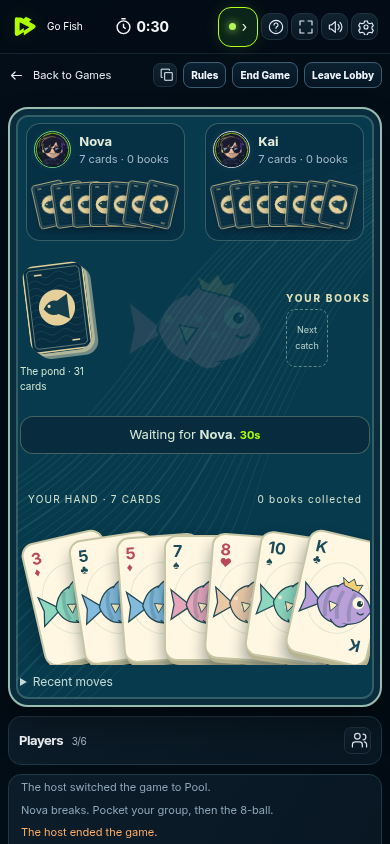 Go Fish
0:30
Back to Games
Rules
End Game
Leave Lobby
Nova
7 cards · 0 books
Kai
7 cards · 0 books
The pond · 31
cards
YOUR BOOKS
Next
catch
Waiting for Nova. 30s
YOUR HAND · 7 CARDS
0 books collected
3
5
5
7
8
10
K
K
Recent moves
Players 3/6
The host switched the game to Pool.
Nova breaks. Pocket your group, then the 8-ball.
The host ended the game.